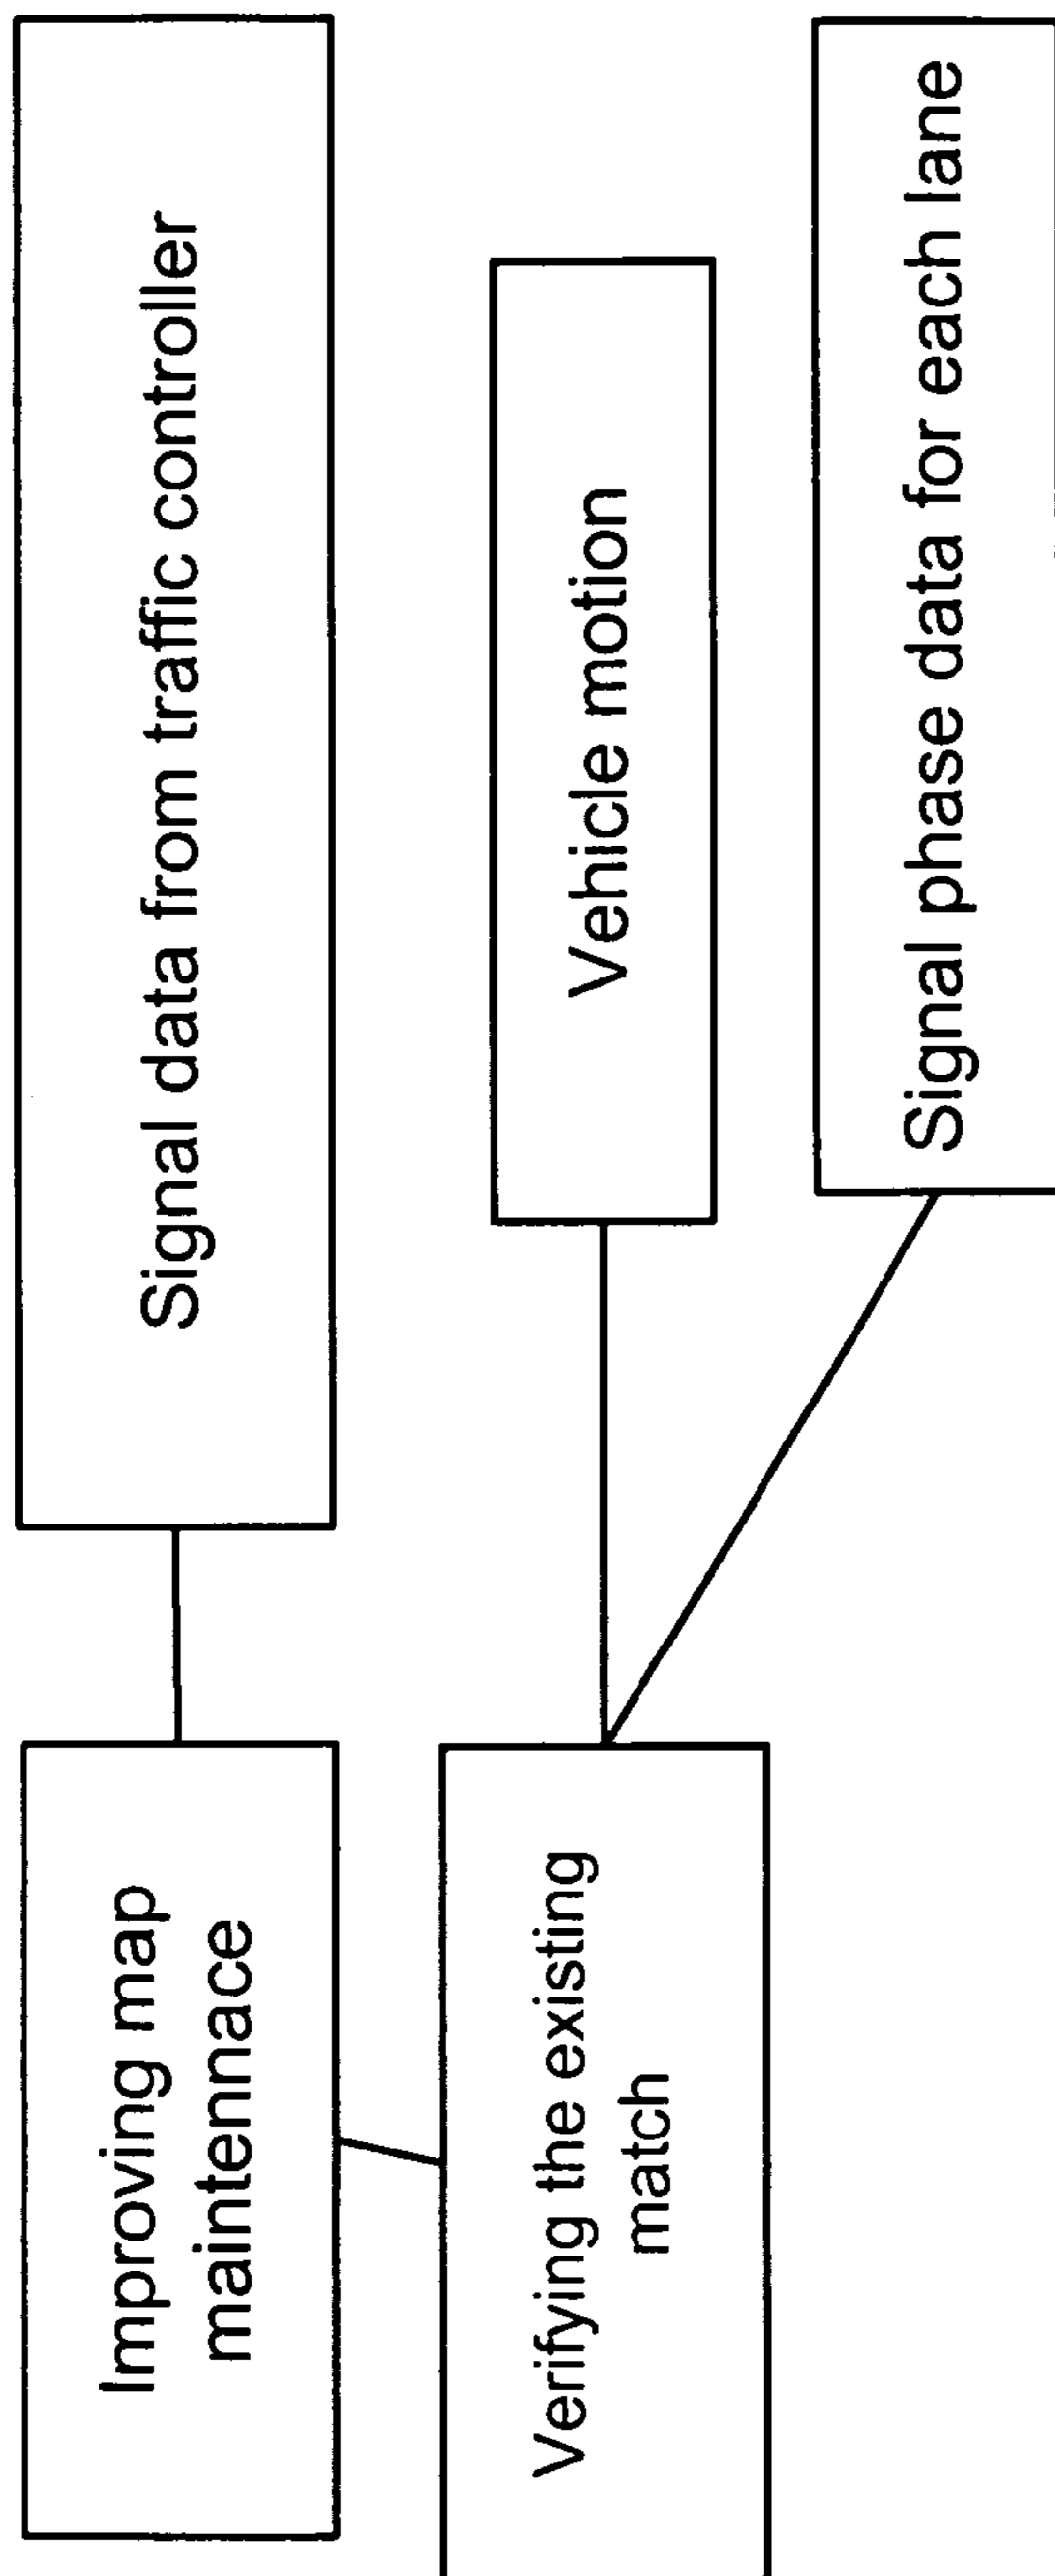 Improving map
maintennace
Signal data from traffic controller
Verifying the existing
match
Vehicle motion
Signal phase data for each lane